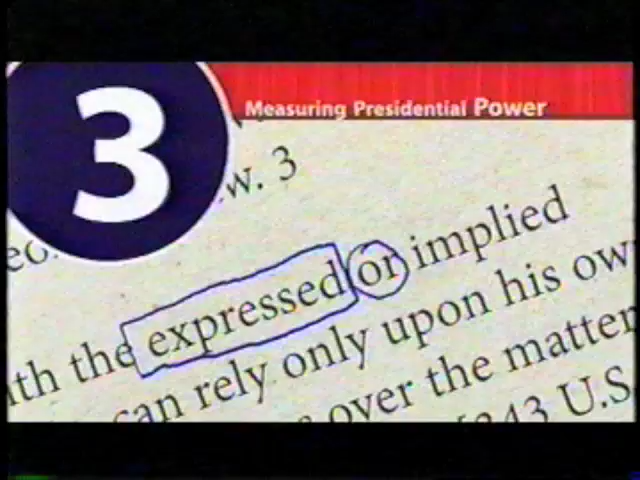 3
Measuring Presidential Power
w. 3
expressed or implied
with the
can rely only upon his ow
over the matter
343 U.S.